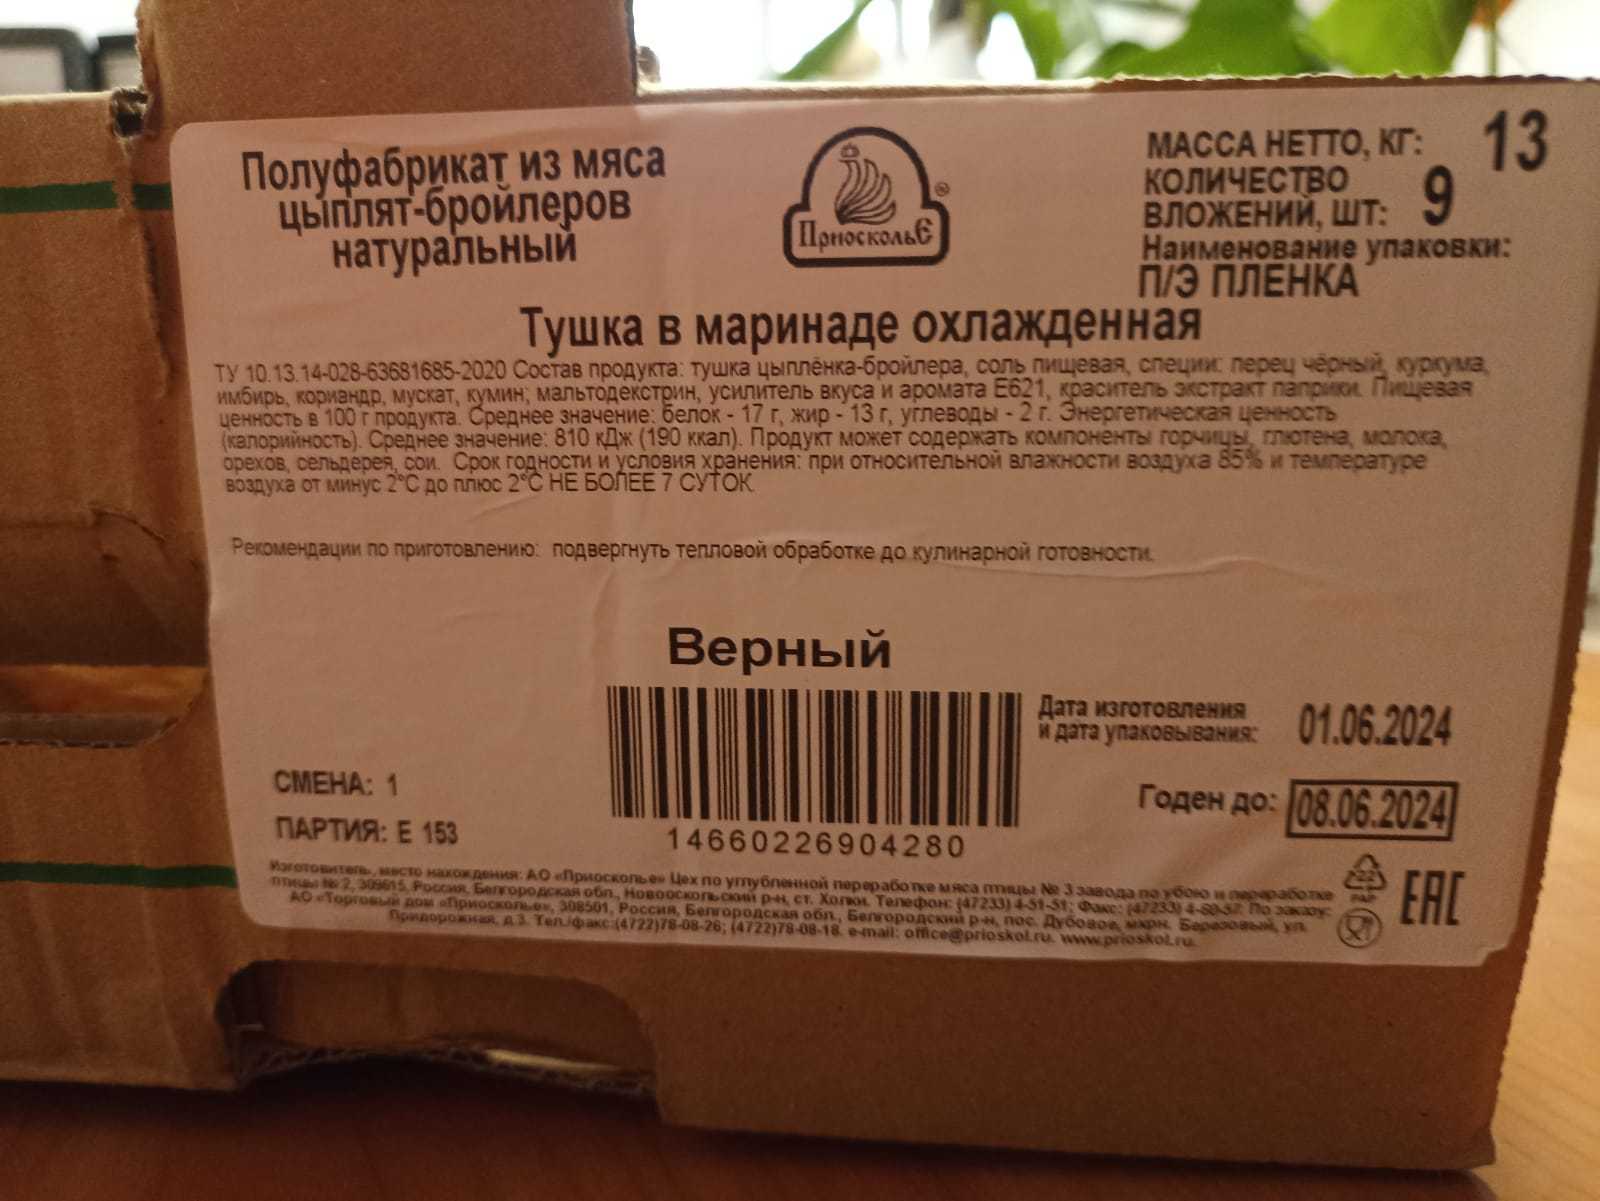 Полуфабрикат из мяса
цыплят-бройлеров
натуральный
ПриоскольЕ®
МАССА НЕТТО, КГ: 13
КОЛИЧЕСТВО
ВЛОЖЕНИЙ, ШТ: 9
Наименование упаковки:
П/Э ПЛЕНКА
Тушка в маринаде охлажденная
ТУ 10.13.14-028-63681685-2020 Состав продукта: тушка цыплёнка-бройлера, соль пищевая, специи: перец чёрный, куркума,
имбирь, кориандр, мускат, кумин; мальтодекстрин, усилитель вкуса и аромата Е621, краситель экстракт паприки. Пищевая
ценность в 100 г продукта. Среднее значение: белок - 17 г, жир - 13 г, углеводы - 2 г. Энергетическая ценность
(калорийность). Среднее значение: 810 кДж (190 ккал). Продукт может содержать компоненты горчицы, глютена, молока,
орехов, сельдерея, сои. Срок годности и условия хранения: при относительной влажности воздуха 85% и температуре
воздуха от минус 2°С до плюс 2°С НЕ БОЛЕЕ 7 СУТОК.
Рекомендации по приготовлению: подвергнуть тепловой обработке до кулинарной готовности.
Верный
Дата изготовления
и дата упаковывания: 01.06.2024
СМЕНА: 1
Годен до: 08.06.2024
ПАРТИЯ: Е 153
14660226904280
Изготовитель, место нахождения: АО «Приосколье» Цех по углубленной переработке мяса птицы № 3 завода по убою и переработке
птицы № 2, 309615, Россия, Белгородская обл., Новооскольский р-н, ст. Холки. Телефон: (47233) 4-51-51; Факс: (47233) 4-60-57. По заказу:
АО «Торговый дом «Приосколье», 308501, Россия, Белгородская обл., Белгородский р-н, пос. Дубовое, мкрн. Березовый, ул.
Придорожная, д.3. Тел./факс:(4722)78-08-26; (4722)78-08-18. e-mail: office@prioskol.ru. www.prioskol.ru.
22
PAP
EAC